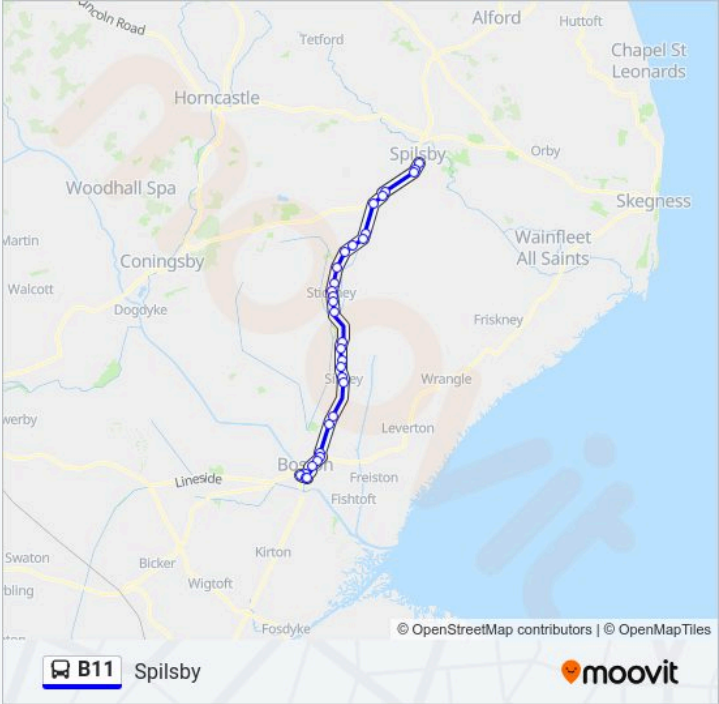 Lincoln Road
Alford
Huttoft
Tetford
Chapel St
Leonards
Horncastle
Spilsby
Orby
Woodhall Spa
Skegness
Martin
Wainfleet
All Saints
Coningsby
Walcott
Stickney
Dogdyke
Friskney
Sibsey
Wrangle
werby
Leverton
Boston
Lineside
Freiston
Fishtoft
Swaton
Kirton
Bicker
bling
Wigtoft
Fosdyke
© OpenStreetMap contributors | © OpenMapTiles
B11
Spilsby
moovit